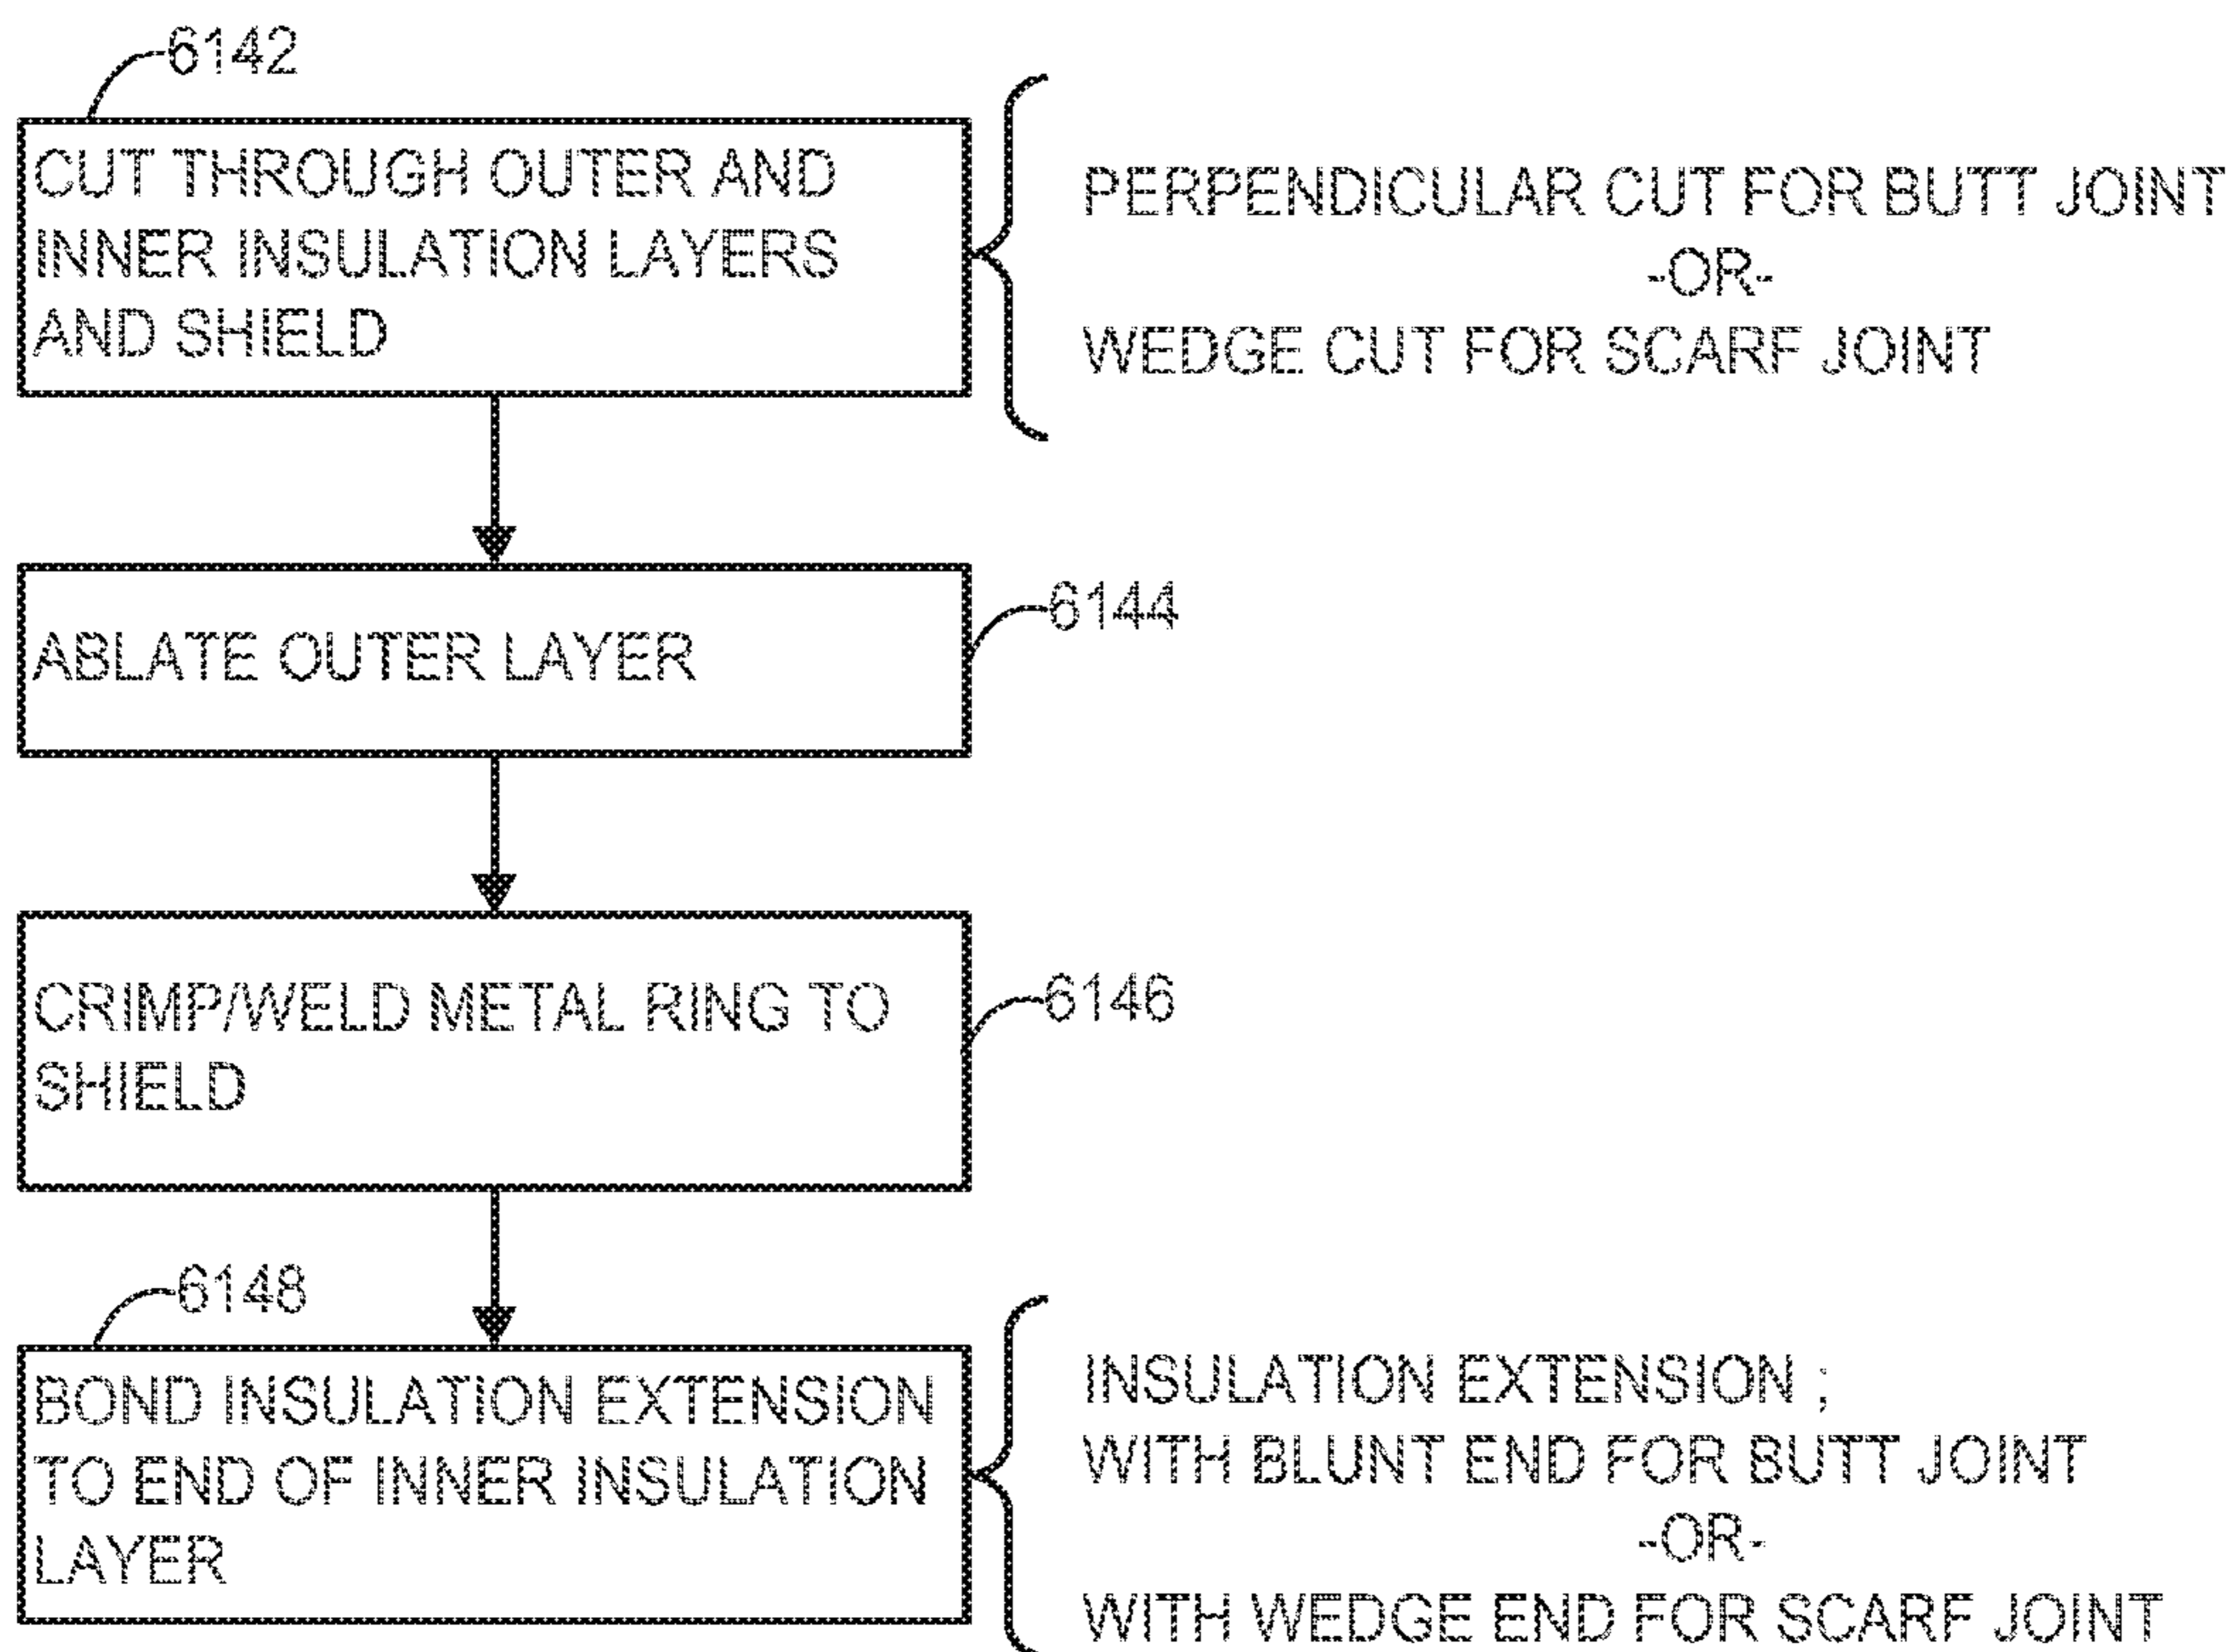 6142
CUT THROUGH OUTER AND
INNER INSULATION LAYERS
AND SHIELD
PERPENDICULAR CUT FOR BUTT JOINT
-OR-
WEDGE CUT FOR SCARF JOINT
ABLATE OUTER LAYER
6144
CRIMP/WELD METAL RING TO
SHIELD
6146
6148
BOND INSULATION EXTENSION
TO END OF INNER INSULATION
LAYER
INSULATION EXTENSION ;
WITH BLUNT END FOR BUTT JOINT
-OR-
WITH WEDGE END FOR SCARF JOINT